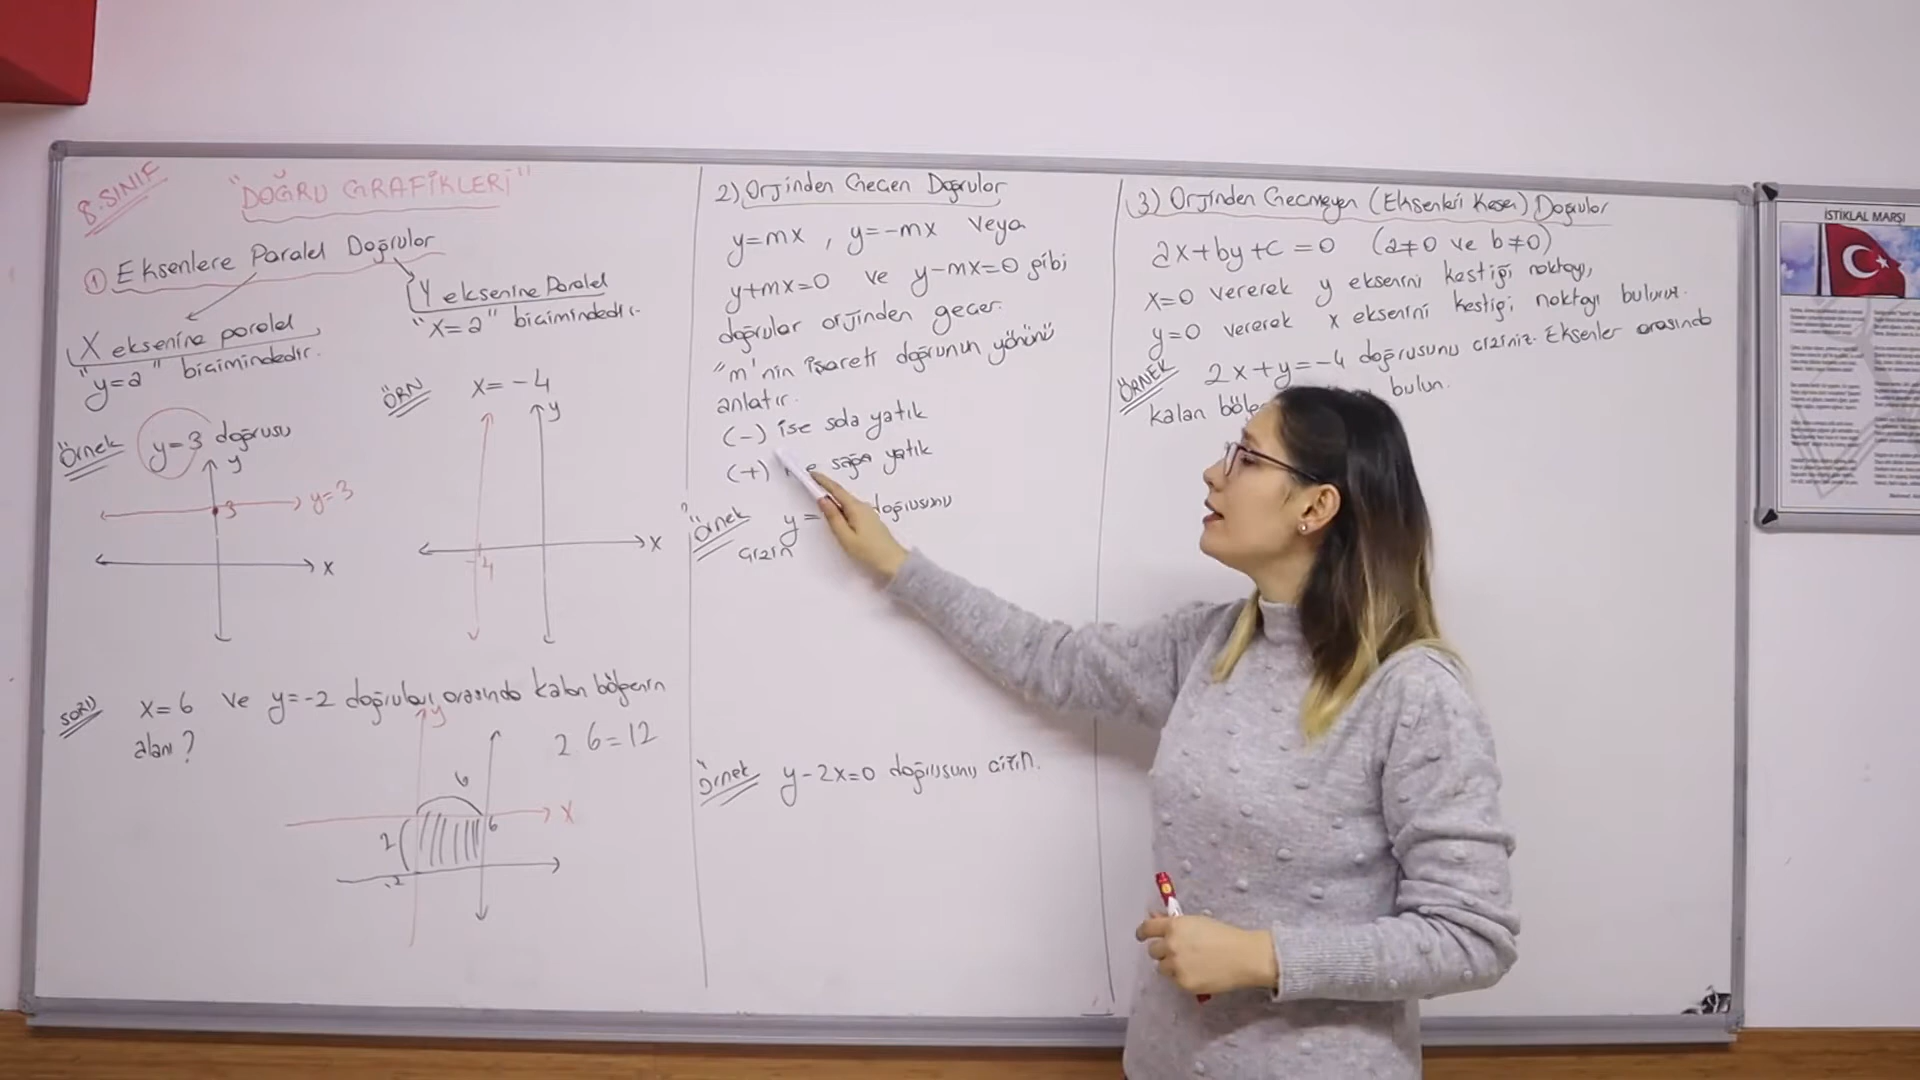 8.SINIF
"DOĞRU GRAFİKLERİ"
① Eksenlere Paralel Doğrular
Y eksenine Paralel
"x=a" biçimindedir.
X eksenine paralel
"y=a" biçimindedir.
Örnek y=3 doğrusu
y
3
y=3
x
ÖRN x=-4
y
x
-4
SORU x=6 ve y=-2 doğruları arasında kalan bölgenin
alanı?
2.6=12
y
6
x
2
6
-2
2) Orjinden Geçen Doğrular
y=mx , y=-mx veya
y+mx=0 ve y-mx=0 gibi
doğrular orjinden geçer.
"m'nin işareti doğrunun yönünü
anlatır.
(-) ise sola yatık
(+) sağa yatık
Örnek y= doğrusunu
çizin
Örnek y-2x=0 doğrusunu çizin.
3) Orjinden Geçmeyen (Eksenleri Kesen) Doğrular
ax+by+c=0 (a≠0 ve b≠0)
x=0 vererek y eksenini kestiği noktayı,
y=0 vererek x eksenini kestiği noktayı buluruz.
ÖRNEK 2x+y=-4 doğrusunu çiziniz. Eksenler arasında
kalan bulun.
İSTİKLAL MARŞI